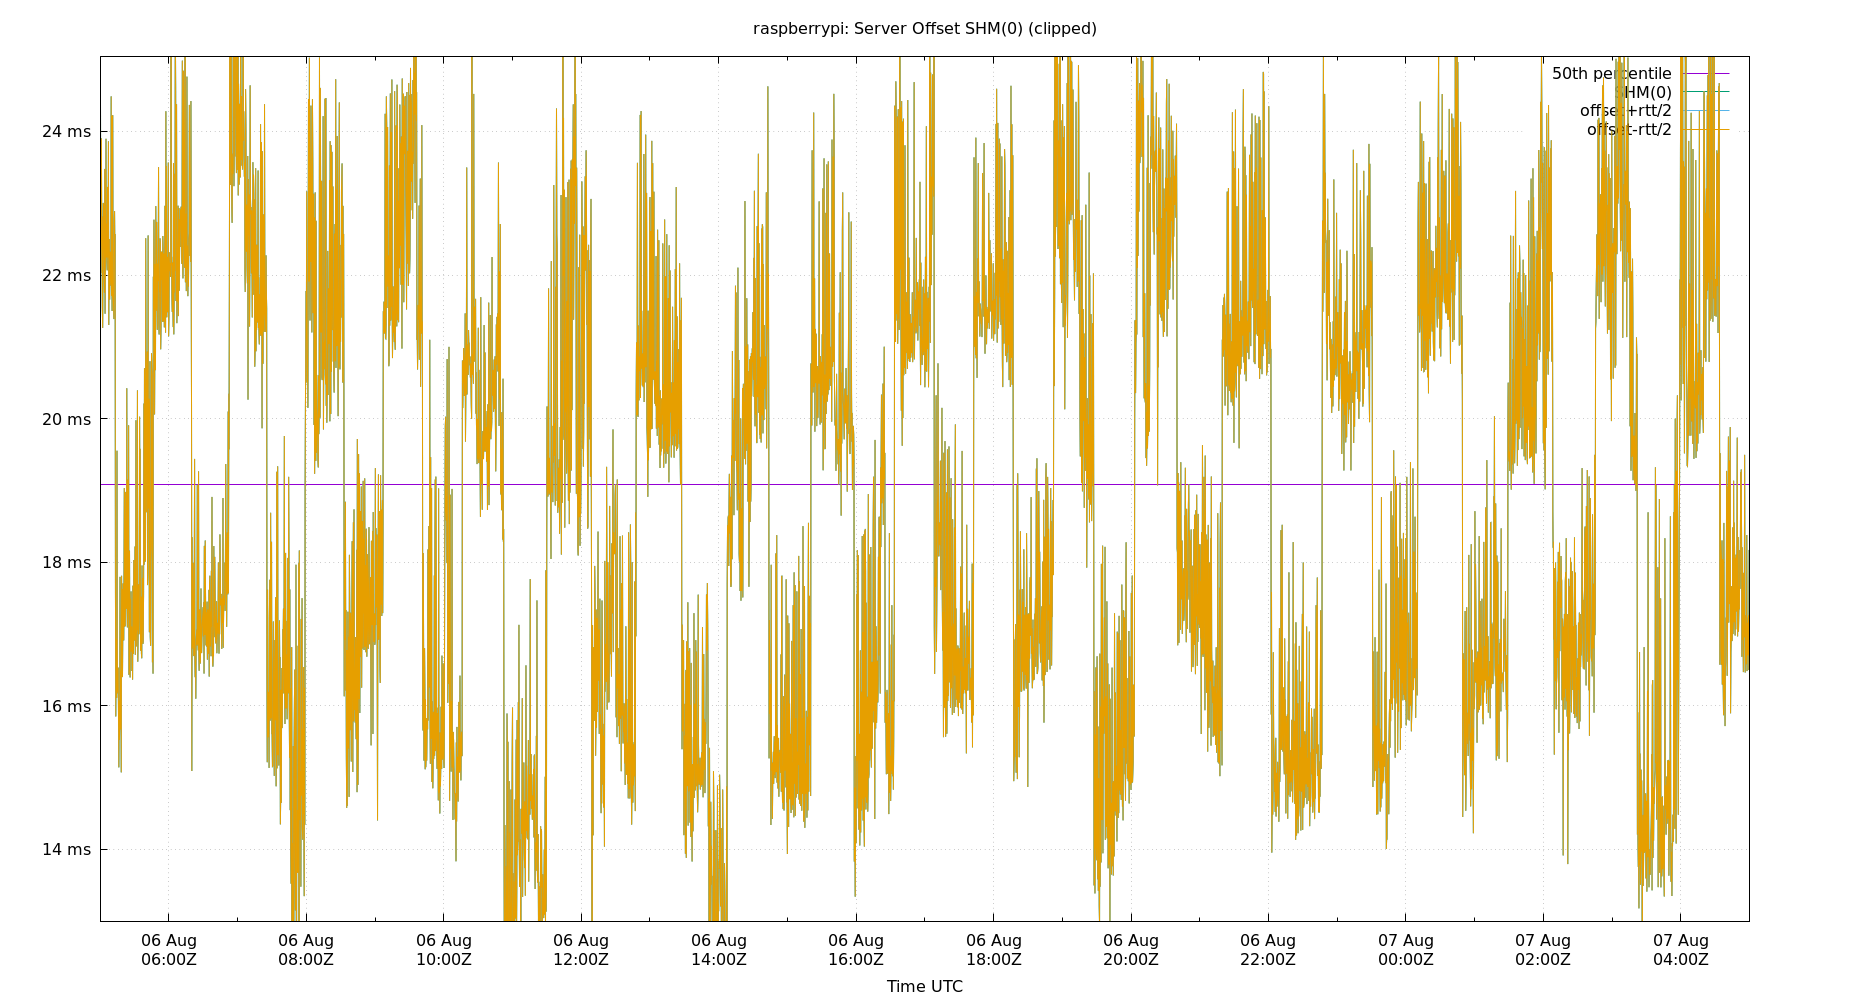 raspberrypi: Server Offset SHM(0) (clipped)
50th percentile
SHM(0)
offset+rtt/2
offset-rtt/2
24 ms
22 ms
20 ms
18 ms
16 ms
14 ms
06 Aug 06 Aug 06 Aug 06 Aug 06 Aug 06 Aug 06 Aug 06 Aug 06 Aug 07 Aug 07 Aug 07 Aug
06:00Z 08:00Z 10:00Z 12:00Z 14:00Z 16:00Z 18:00Z 20:00Z 22:00Z 00:00Z 02:00Z 04:00Z
Time UTC